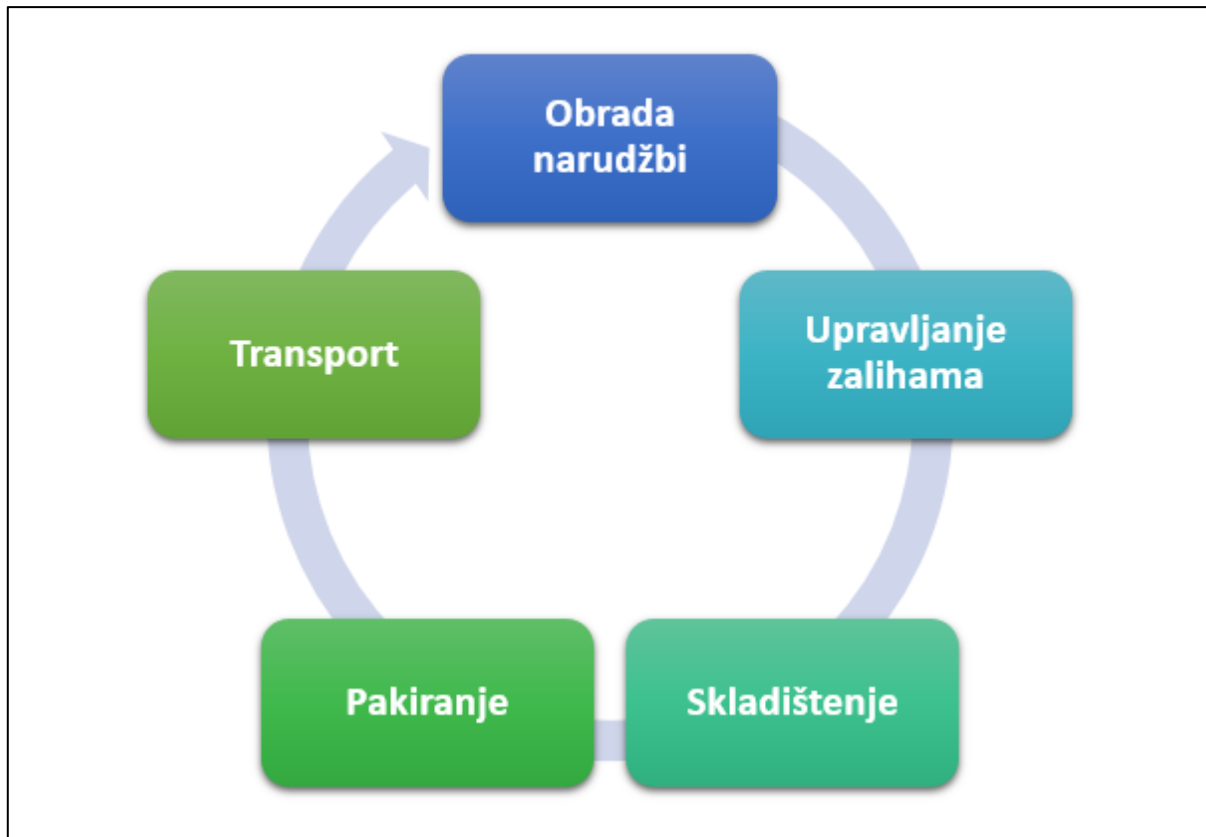 Obrada
narudžbi
Upravljanje
zalihama
Skladištenje
Pakiranje
Transport